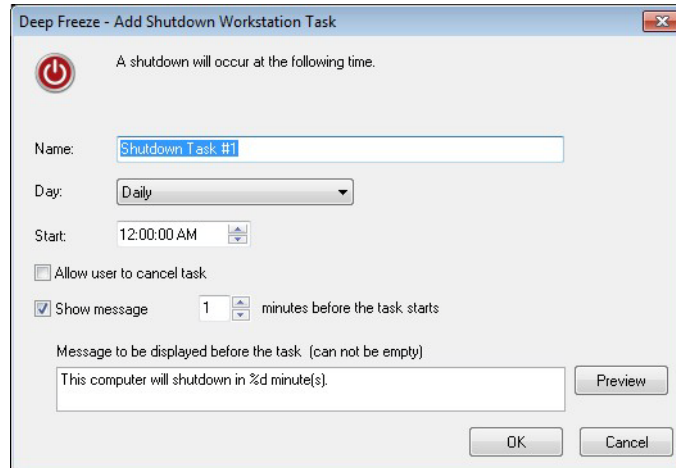 Deep Freeze - Add Shutdown Workstation Task
A shutdown will occur at the following time.
Name: Shutdown Task #1
Day: Daily
Start: 12:00:00 AM
Allow user to cancel task
Show message 1 minutes before the task starts
Message to be displayed before the task (can not be empty)
This computer will shutdown in %d minute(s).
Preview
OK Cancel